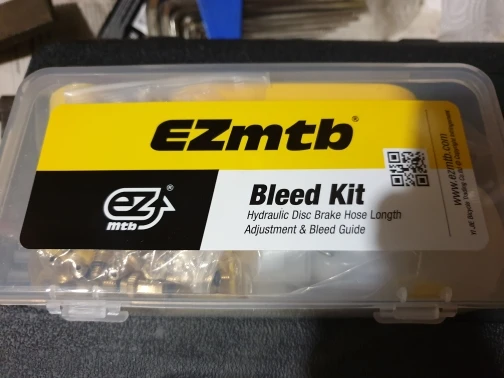 EZmtb®
ez®
mtb
Bleed Kit
Hydraulic Disc Brake Hose Length
Adjustment & Bleed Guide
www.ezmtb.com